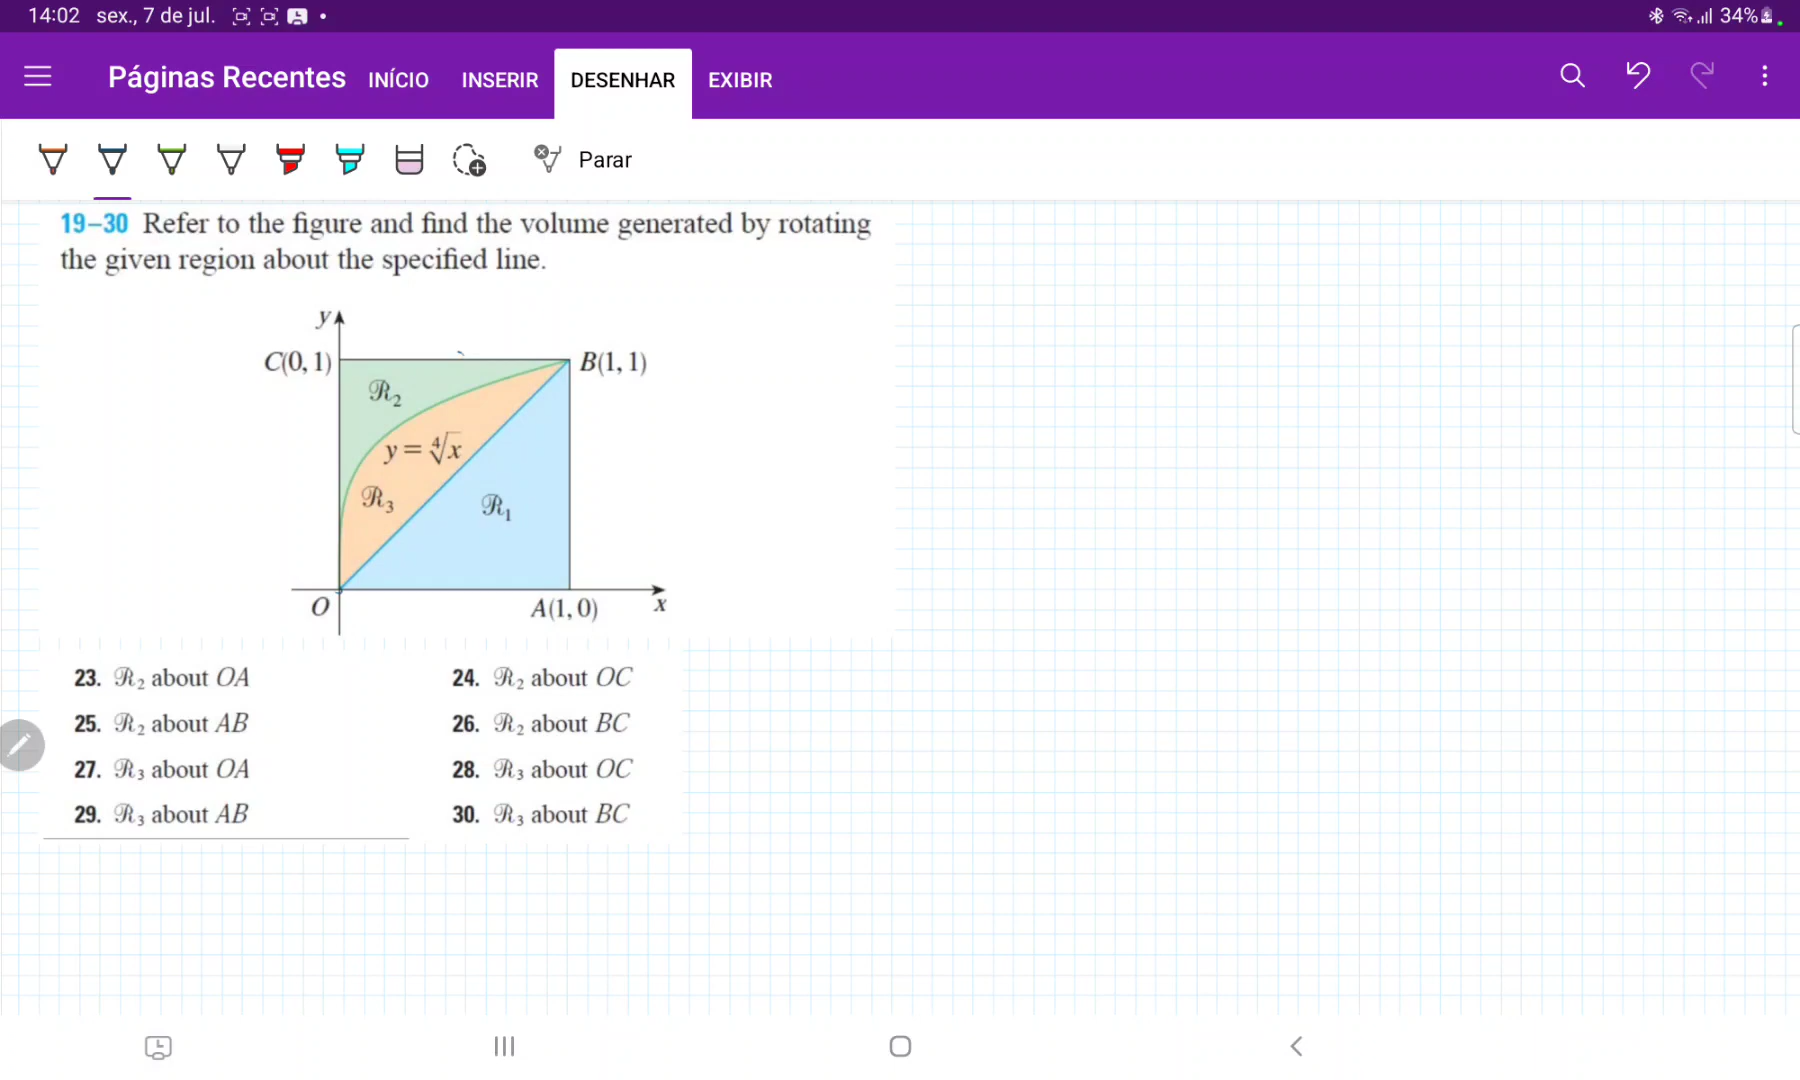 14:02 sex., 7 de jul. 34%
Páginas Recentes INÍCIO INSERIR DESENHAR EXIBIR
Parar
19–30 Refer to the figure and find the volume generated by rotating
the given region about the specified line.
y
C(0, 1) B(1, 1)
ℛ₂
y = ∜x
ℛ₃ ℛ₁
O A(1, 0) x
23. ℛ₂ about OA 24. ℛ₂ about OC
25. ℛ₂ about AB 26. ℛ₂ about BC
27. ℛ₃ about OA 28. ℛ₃ about OC
29. ℛ₃ about AB 30. ℛ₃ about BC